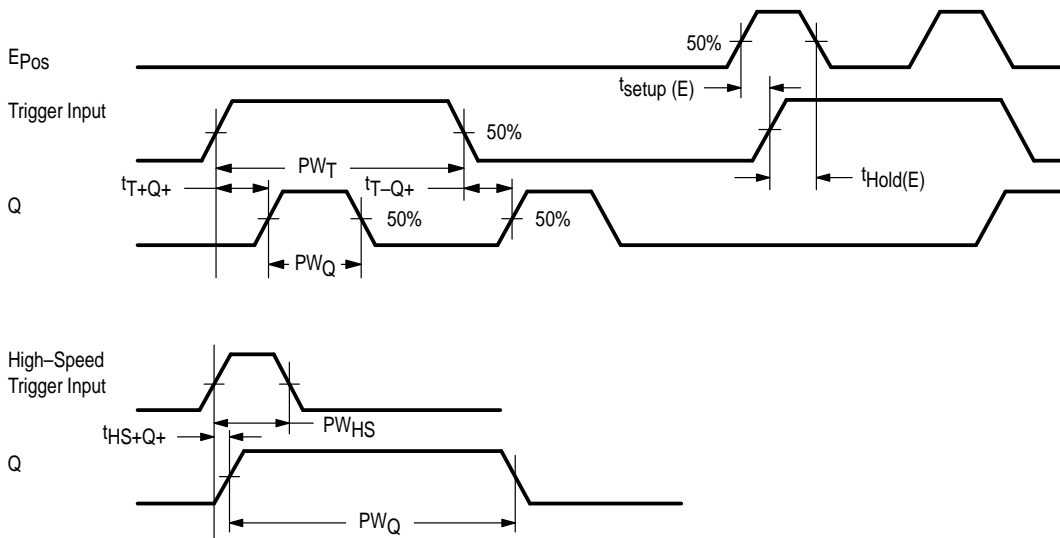 EPos
50%
tsetup (E)
Trigger Input
50%
PWT
tT+Q+
tT–Q+
tHold(E)
Q
50%
50%
PWQ
High–Speed
Trigger Input
PWHS
tHS+Q+
Q
PWQ